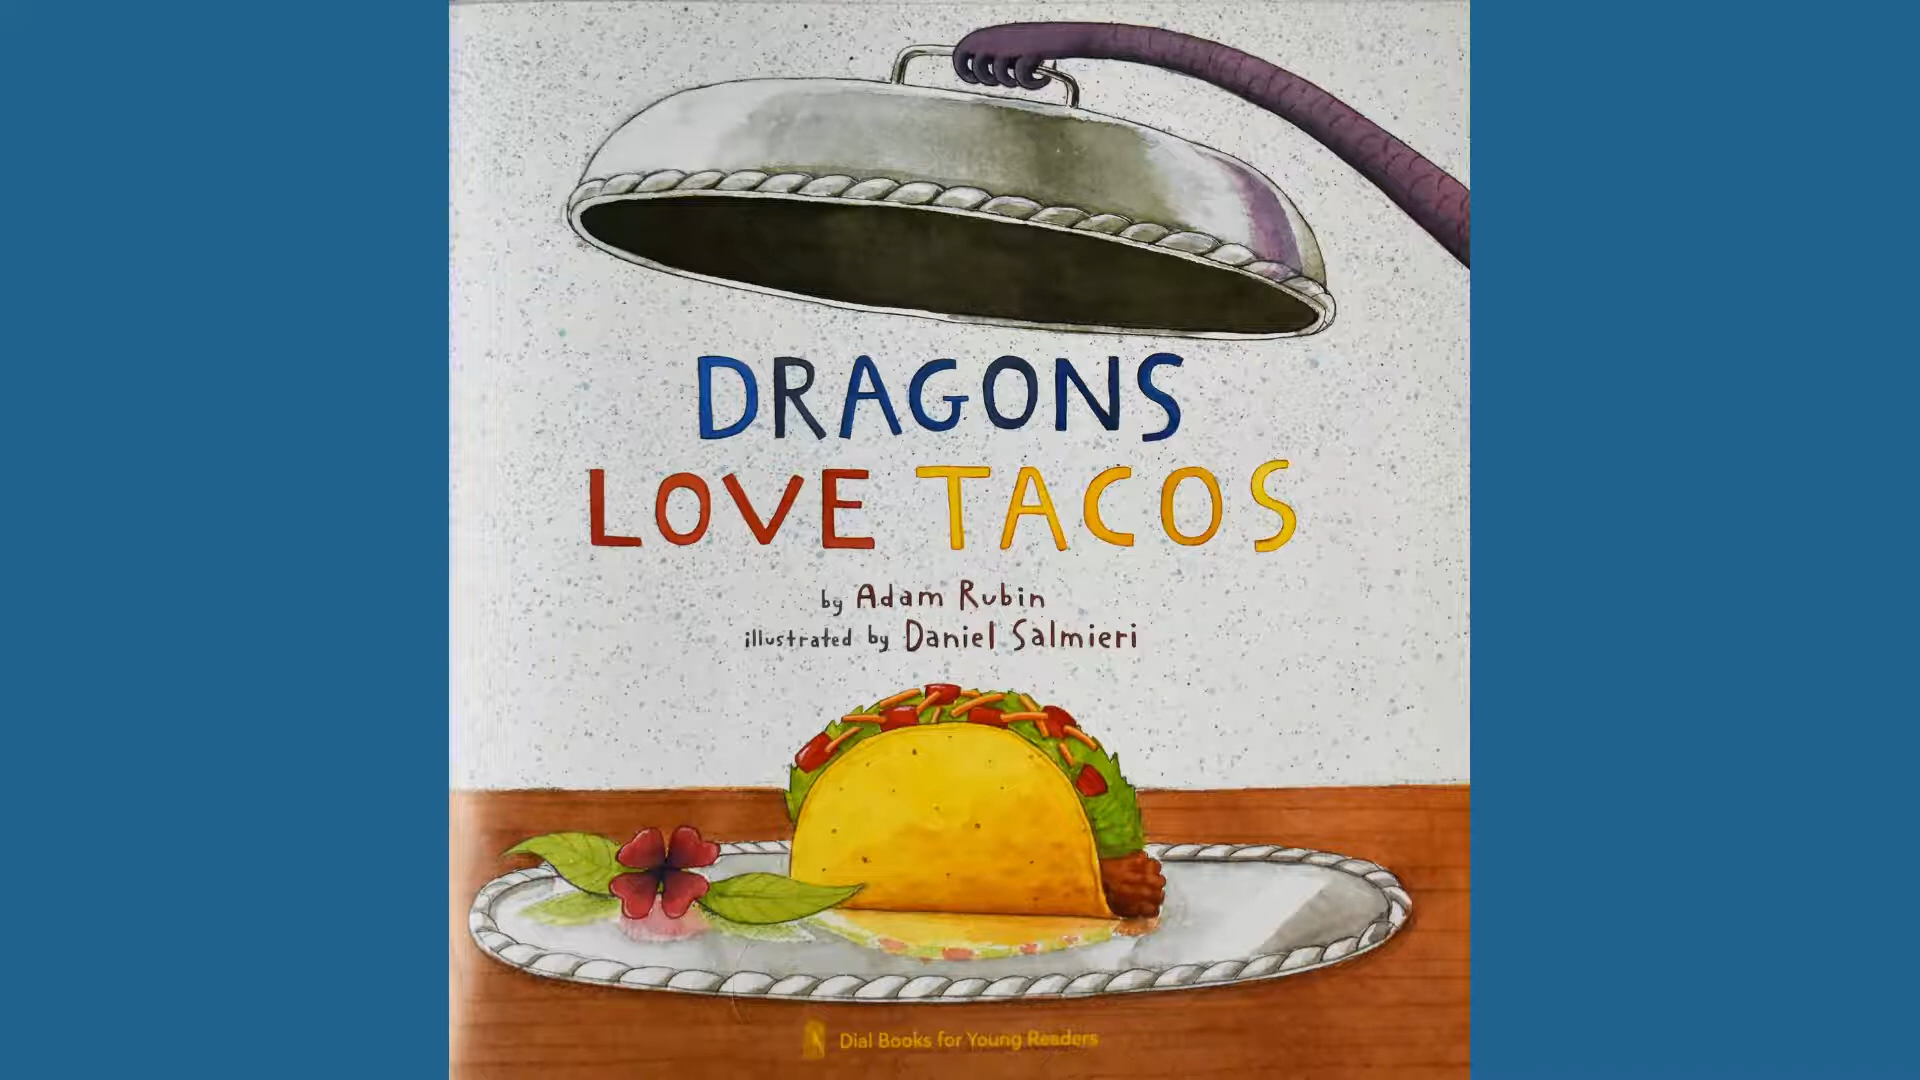 DRAGONS
LOVE TACOS
by Adam Rubin
illustrated by Daniel Salmieri
Dial Books for Young Readers